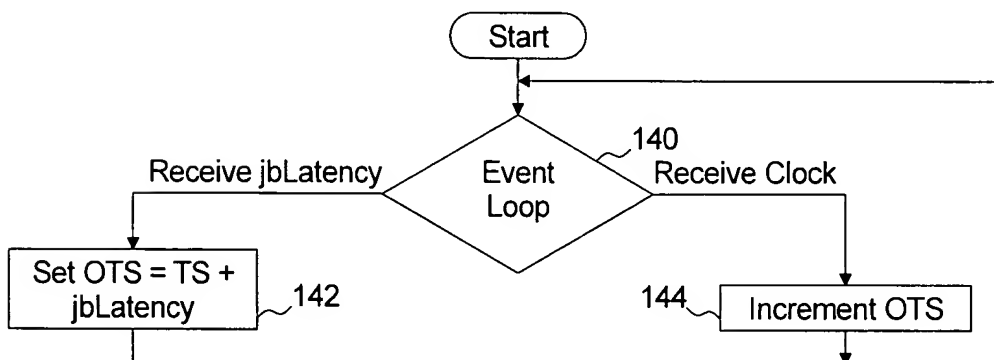 Start
140
Receive jbLatency
Event
Loop
Receive Clock
Set OTS = TS +
jbLatency
142
144
Increment OTS